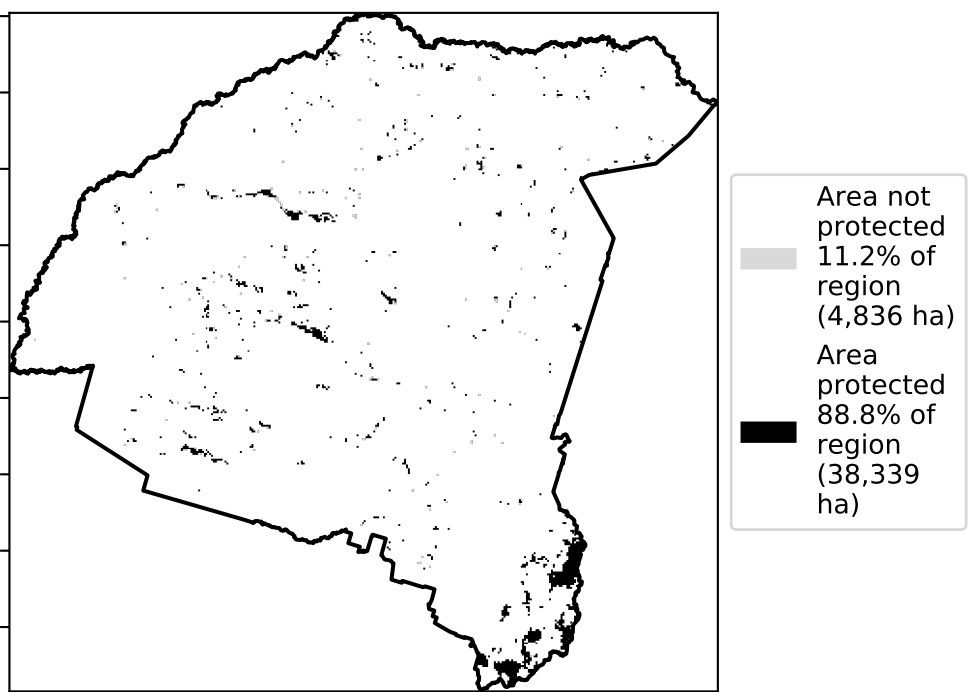 Area not
protected
11.2% of
region
(4,836 ha)
Area
protected
88.8% of
region
(38,339
ha)